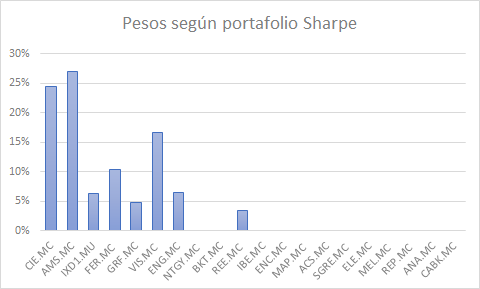 Pesos según portafolio Sharpe
30%
25%
20%
15%
10%
5%
0%
CIE.MC
AMS.MC
IXD1.MU
FER.MC
GRF.MC
VIS.MC
ENG.MC
NTGY.MC
BKT.MC
REE.MC
IBE.MC
ENC.MC
MAP.MC
ACS.MC
SGRE.MC
ELE.MC
MEL.MC
REP.MC
ANA.MC
CABK.MC